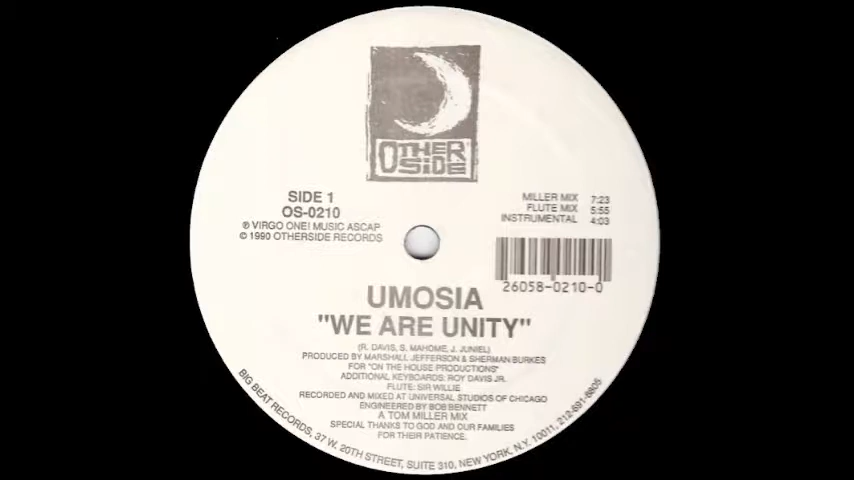 OTHER
SIDE
SIDE 1
OS-0210
℗ VIRGO ONE! MUSIC ASCAP
© 1990 OTHERSIDE RECORDS
MILLER MIX 7:23
FLUTE MIX 5:55
INSTRUMENTAL 4:03
26058-0210-0
UMOSIA
"WE ARE UNITY"
(R. DAVIS, S. MAHOME, J. JUNIEL)
PRODUCED BY MARSHALL JEFFERSON & SHERMAN BURKES
FOR "ON THE HOUSE PRODUCTIONS"
ADDITIONAL KEYBOARDS: ROY DAVIS JR.
FLUTE: SIR WILLIE
RECORDED AND MIXED AT UNIVERSAL STUDIOS OF CHICAGO
ENGINEERED BY BOB BENNETT
A TOM MILLER MIX
SPECIAL THANKS TO GOD AND OUR FAMILIES
FOR THEIR PATIENCE.
BIG BEAT RECORDS, 37 W. 20TH STREET, SUITE 310, NEW YORK, N.Y. 10011, 212-691-8805